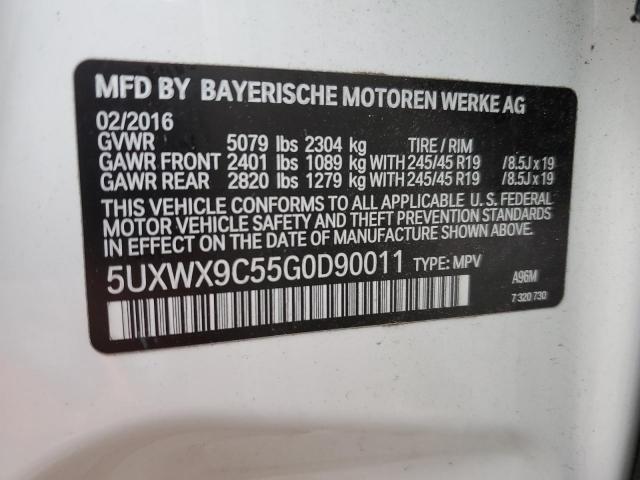 MFD BY BAYERISCHE MOTOREN WERKE AG
02/2016
GVWR 5079 lbs 2304 kg TIRE / RIM
GAWR FRONT 2401 lbs 1089 kg WITH 245/45 R19 /8.5J x 19
GAWR REAR 2820 lbs 1279 kg WITH 245/45 R19 /8.5J x 19
THIS VEHICLE CONFORMS TO ALL APPLICABLE U. S. FEDERAL
MOTOR VEHICLE SAFETY AND THEFT PREVENTION STANDARDS
IN EFFECT ON THE DATE OF MANUFACTURE SHOWN ABOVE.
5UXWX9C55G0D90011 TYPE: MPV A96M
7 320 730